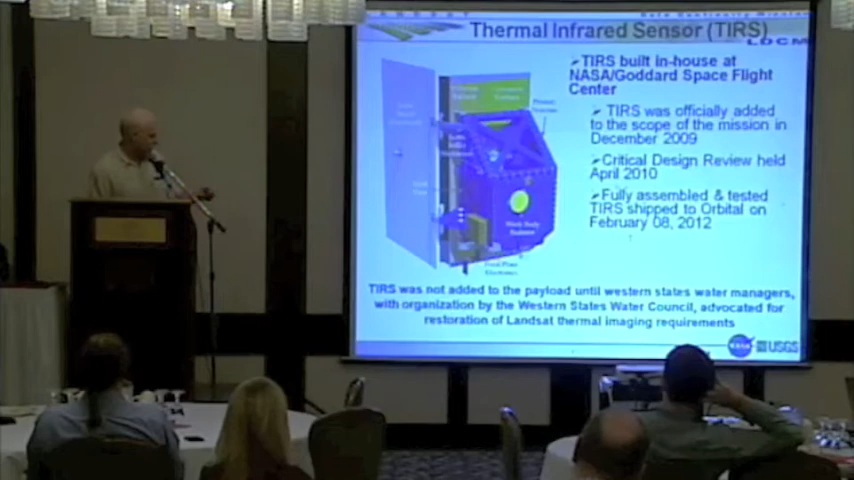 Thermal Infrared Sensor (TIRS)
LDCM
➢TIRS built in-house at
NASA/Goddard Space Flight
Center
➢TIRS was officially added
to the scope of the mission in
December 2009
➢Critical Design Review held
April 2010
➢Fully assembled & tested
TIRS shipped to Orbital on
February 08, 2012
TIRS was not added to the payload until western states water managers,
with organization by the Western States Water Council, advocated for
restoration of Landsat thermal imaging requirements
NASA
USGS